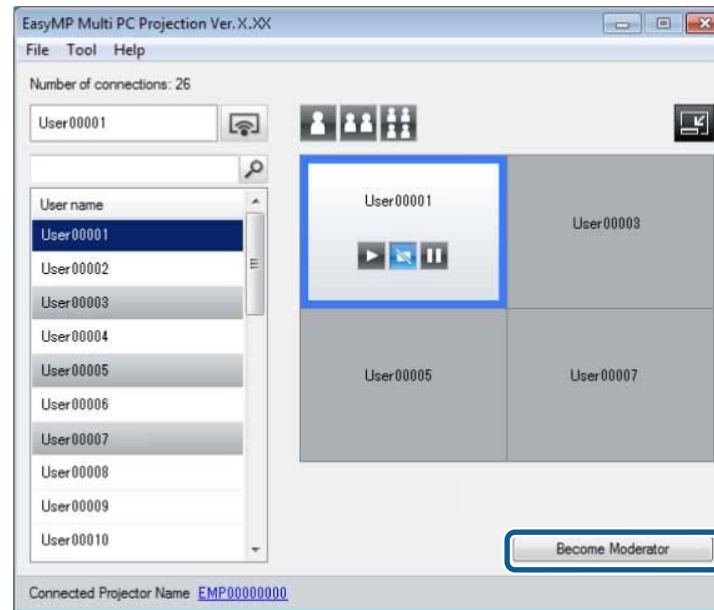 EasyMP Multi PC Projection Ver.X.XX
File Tool Help
Number of connections: 26
User00001
User name
User00001
User00002
User00003
User00004
User00005
User00006
User00007
User00008
User00009
User00010
User00001
User00003
User00005
User00007
Become Moderator
Connected Projector Name EMP00000000